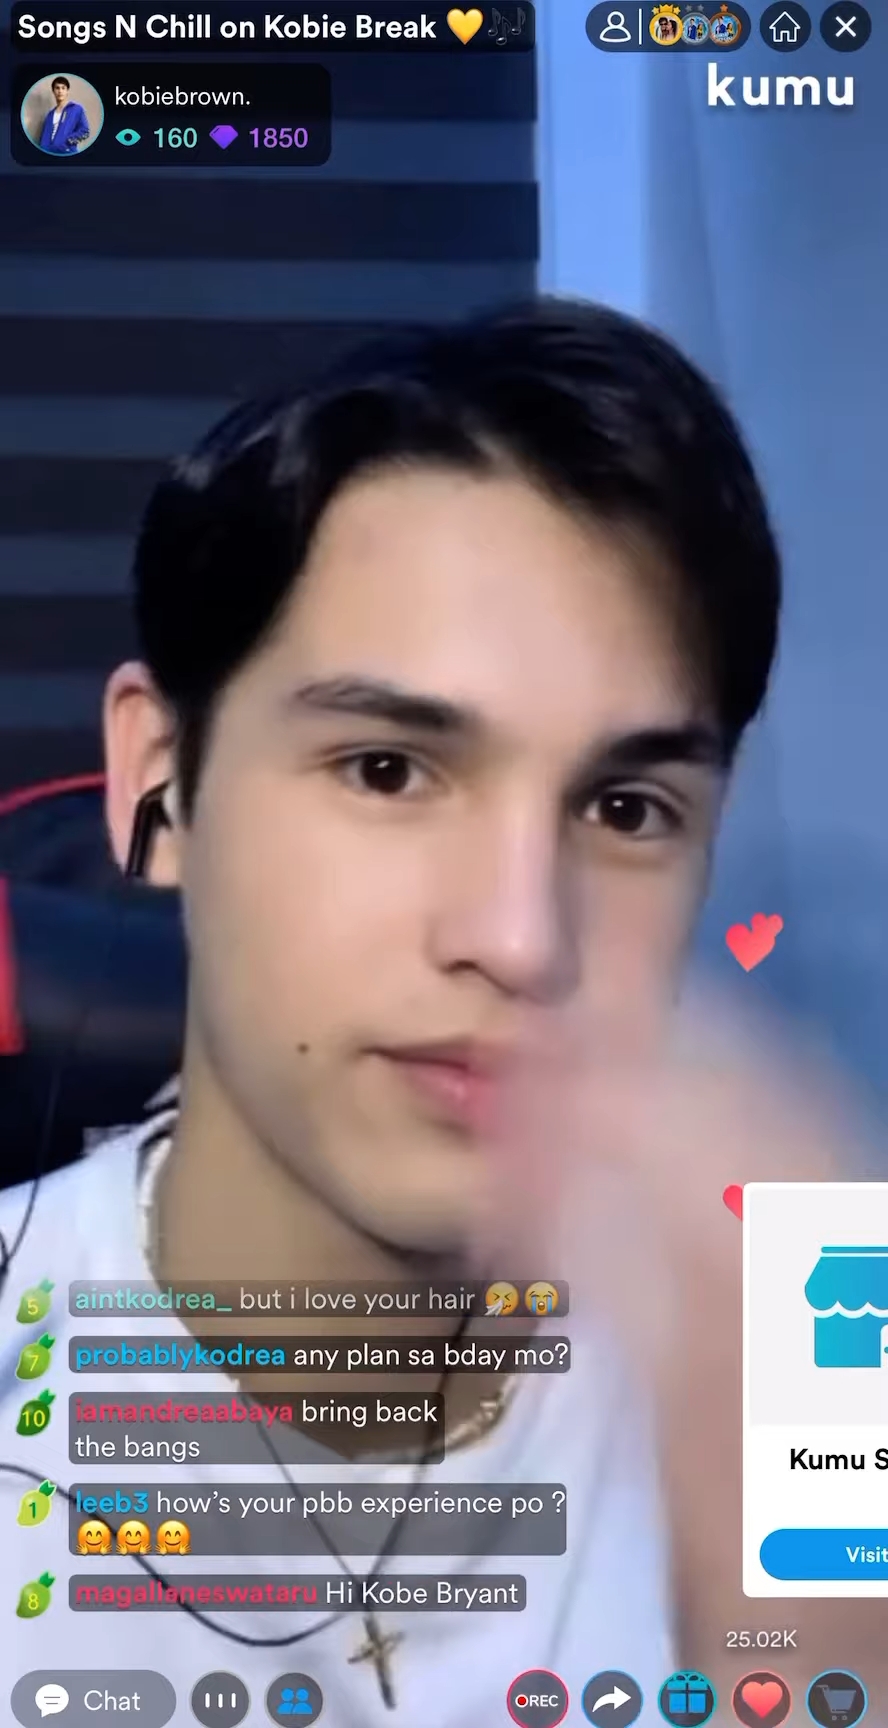 Songs N Chill on Kobie Break 💛🎶
kumu
kobiebrown.
160 1850
5 aintkodrea_ but i love your hair 🤧😭
7 probablykodrea any plan sa bday mo?
10 iamandreaabaya bring back
the bangs
1 leeb3 how's your pbb experience po ?
🤗🤗🤗
8 magallaneswataru Hi Kobe Bryant
Kumu S
Visit
25.02K
Chat
REC